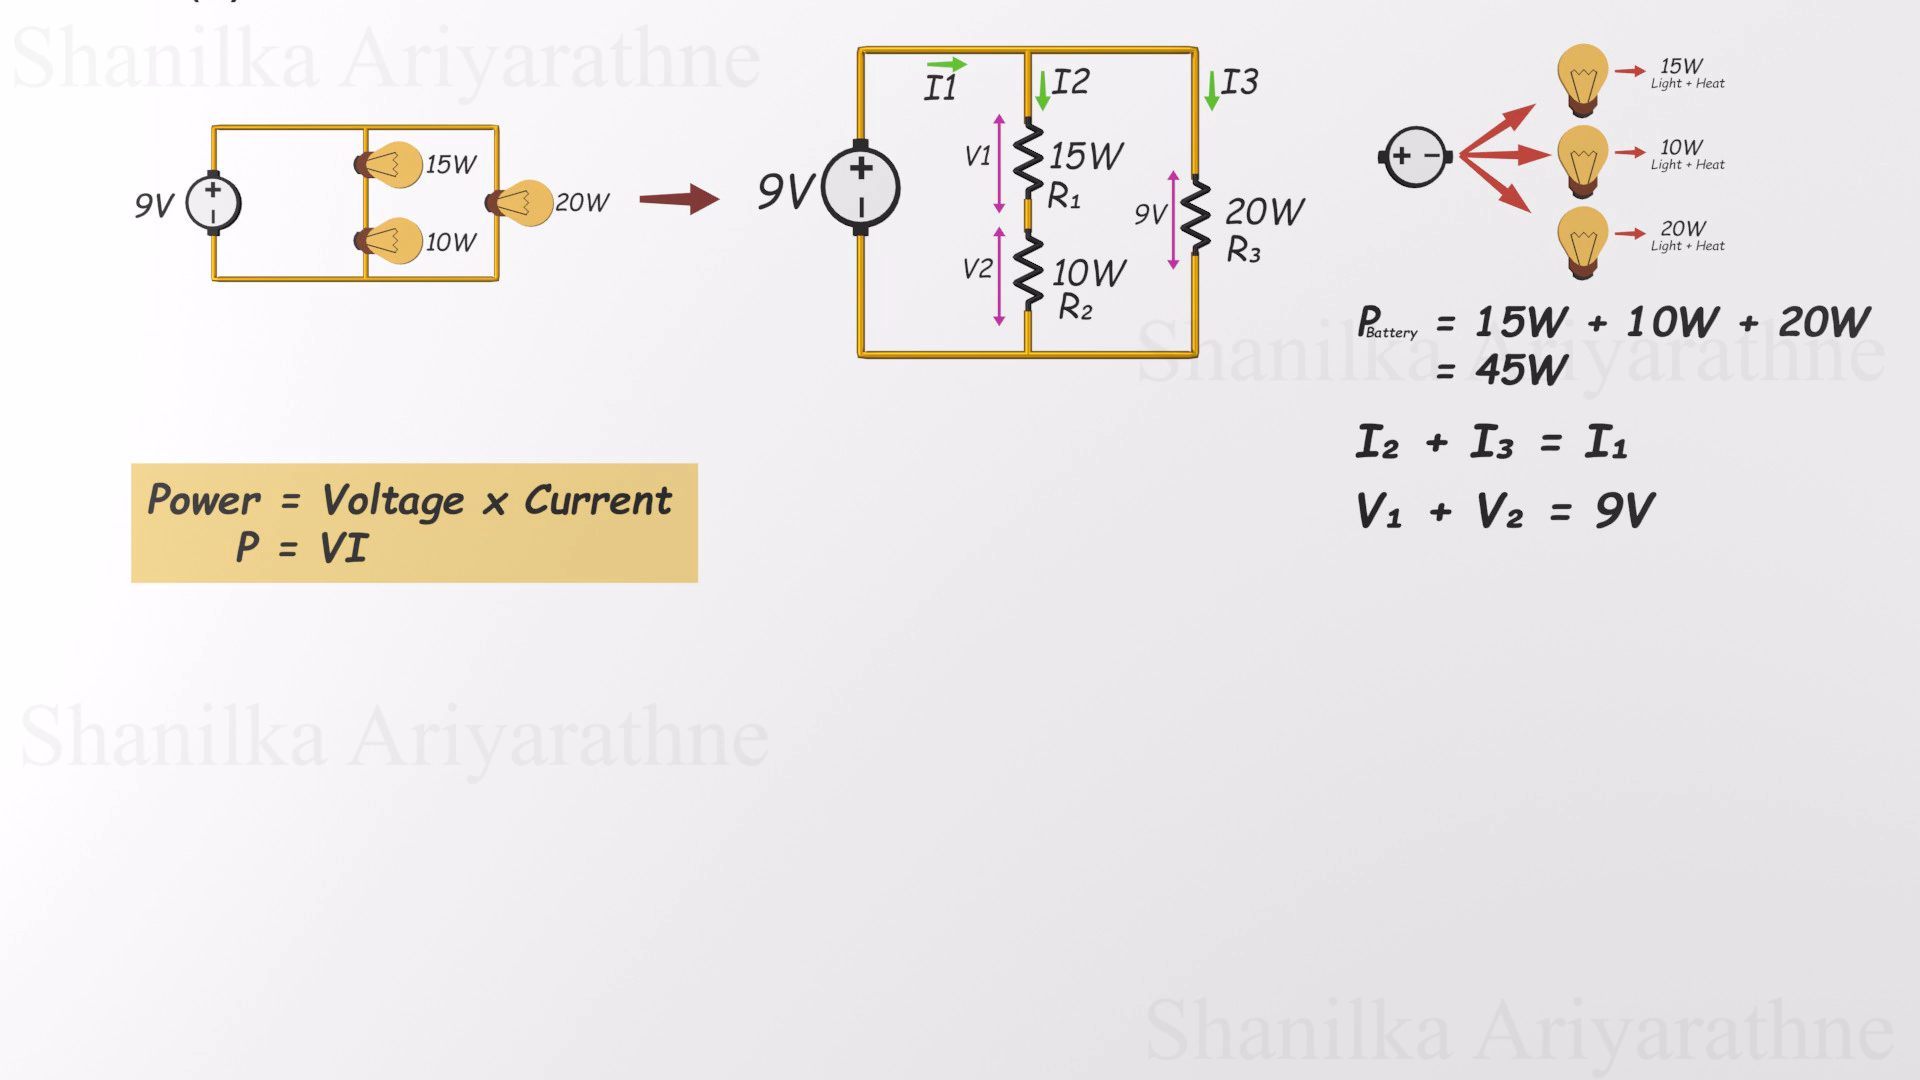 Shanilka Ariyarathne
9V
15W
10W
20W
9V
I1
I2
I3
V1
15W
R₁
V2
10W
R₂
9V
20W
R₃
+ −
15W
Light + Heat
10W
Light + Heat
20W
Light + Heat
P Battery = 15W + 10W + 20W
= 45W
Shanilka Ariyarathne
I₂ + I₃ = I₁
V₁ + V₂ = 9V
Power = Voltage x Current
P = VI
Shanilka Ariyarathne
Shanilka Ariyarathne